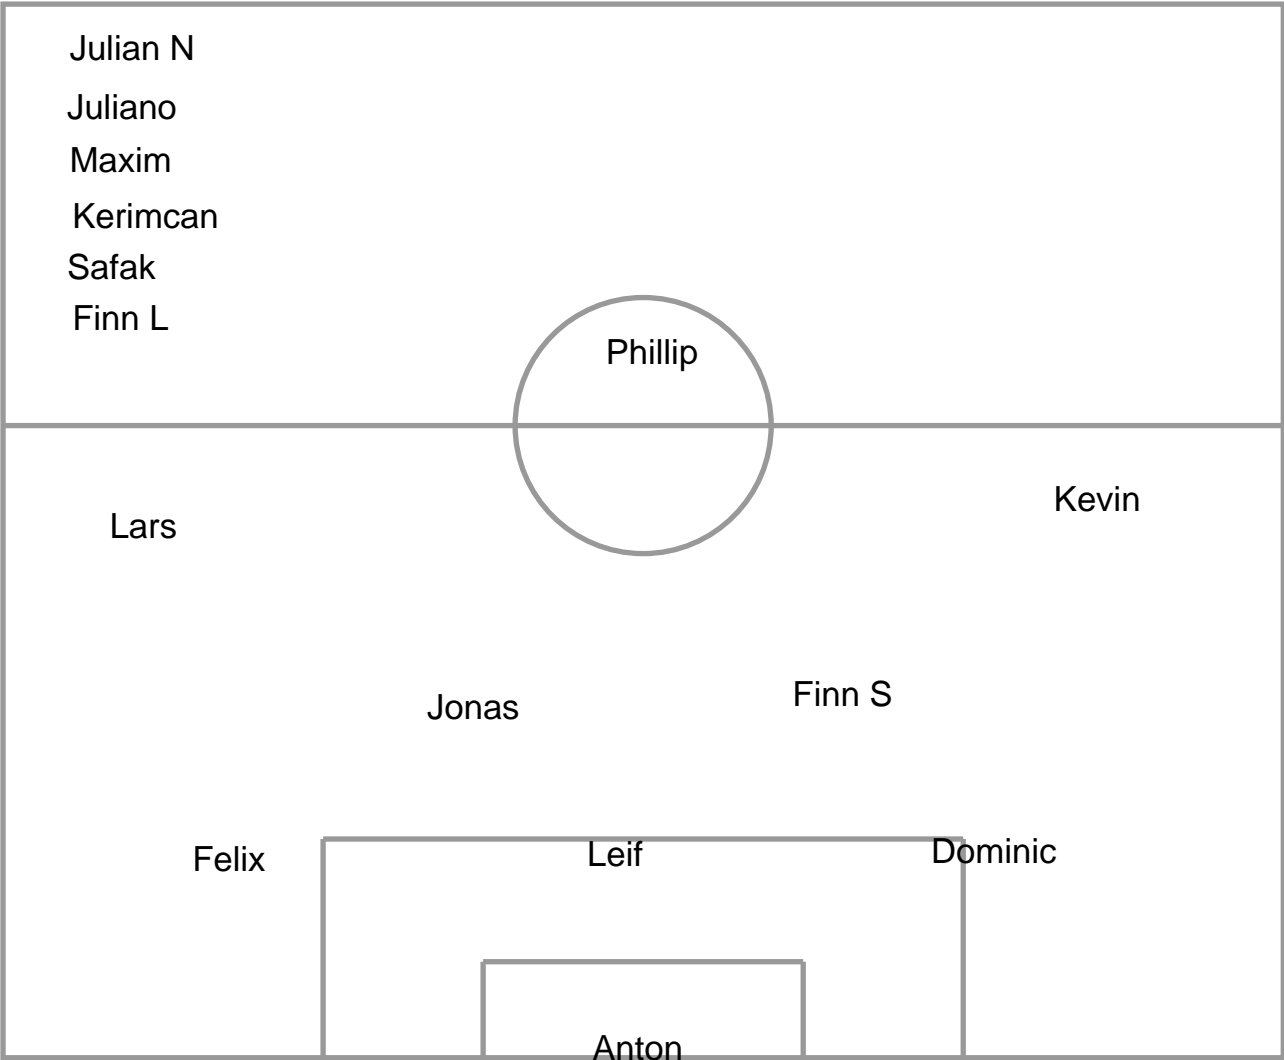 Julian N
Juliano
Maxim
Kerimcan
Safak
Finn L
Phillip
Kevin
Lars
Finn S
Jonas
Felix
Leif
Dominic
Anton